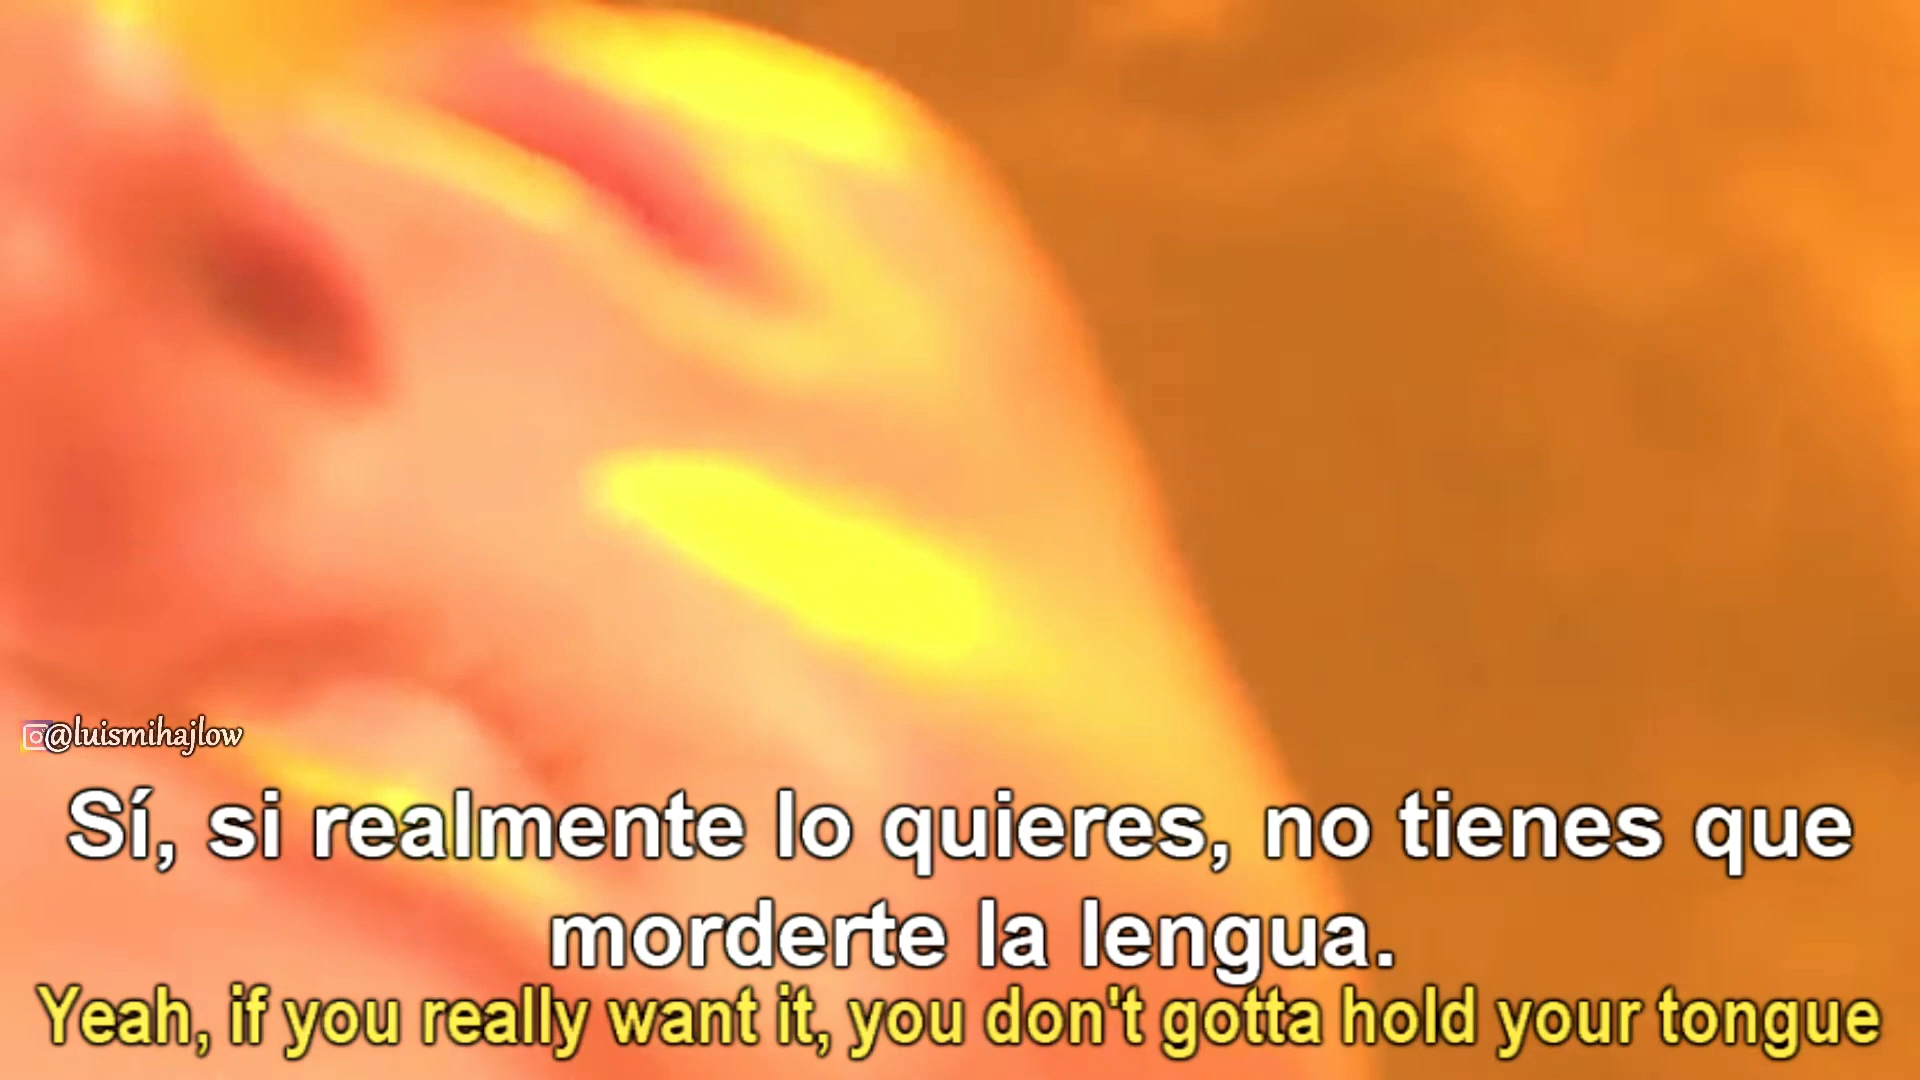 @luismihajlow
Sí, si realmente lo quieres, no tienes que
morderte la lengua.
Yeah, if you really want it, you don't gotta hold your tongue